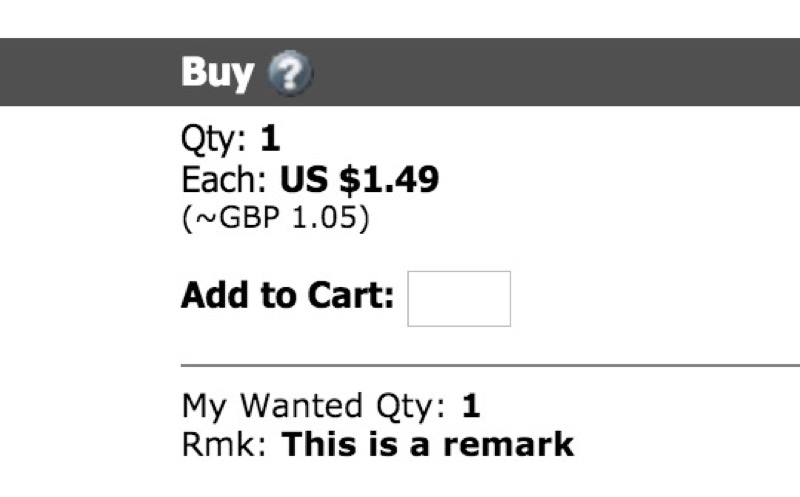 Buy ?
Qty: 1
Each: US $1.49
(~GBP 1.05)
Add to Cart:
My Wanted Qty: 1
Rmk: This is a remark